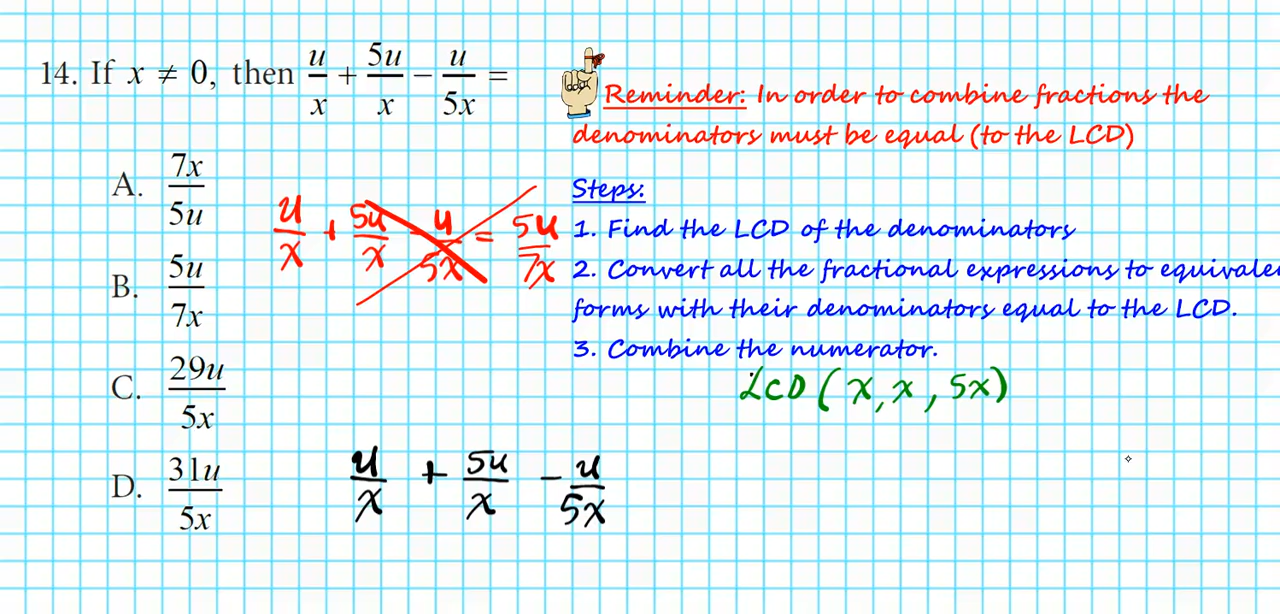 14. If x ≠ 0, then u/x + 5u/x − u/5x =
Reminder: In order to combine fractions the
denominators must be equal (to the LCD)
A. 7x/5u
B. 5u/7x
C. 29u/5x
D. 31u/5x
u/x + 5u/x − u/5x = 5u/7x
Steps:
1. Find the LCD of the denominators
2. Convert all the fractional expressions to equivale
forms with their denominators equal to the LCD.
3. Combine the numerator.
LCD (x, x, 5x)
u/x + 5u/x − u/5x